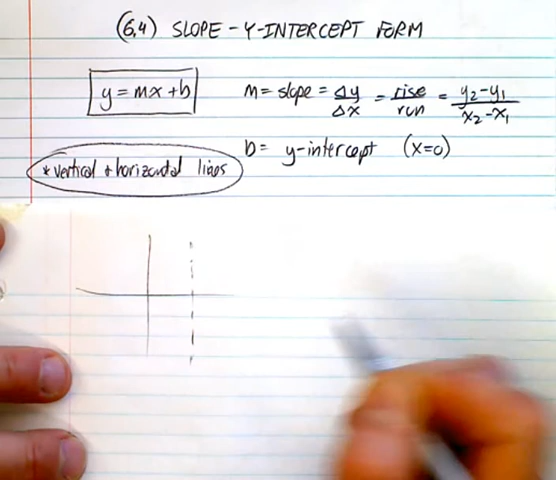 (6.4) SLOPE - Y-INTERCEPT FORM
y = mx + b
m = slope = Δy/Δx = rise/run = y₂-y₁/x₂-x₁
b = y-intercept (x=0)
* vertical + horizontal lines